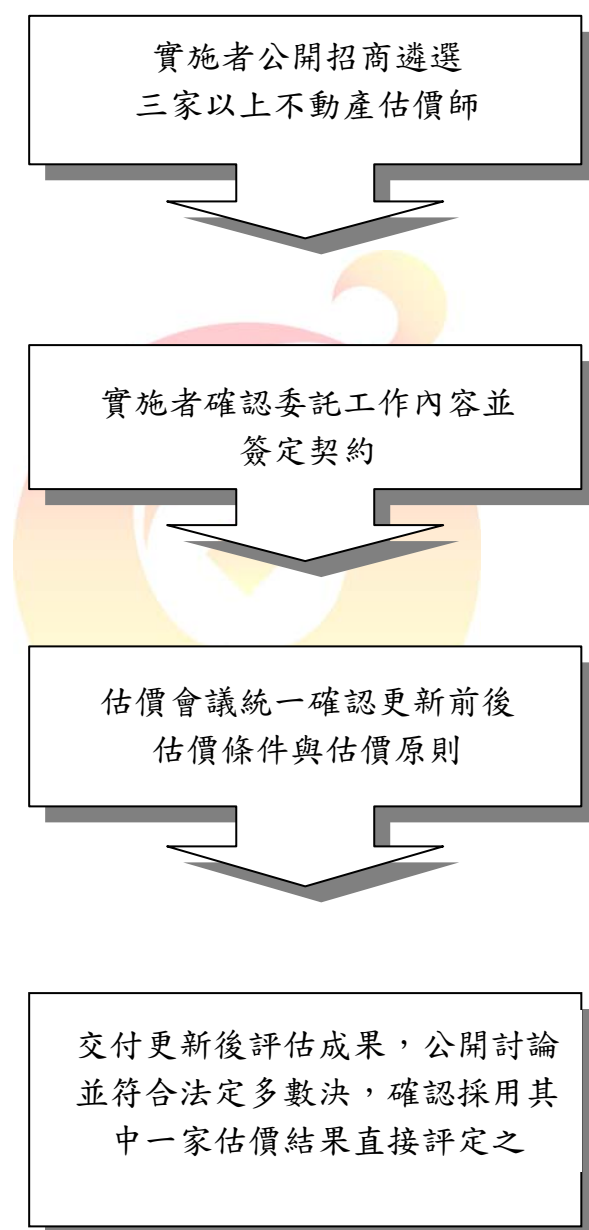 實施者公開招商遴選
三家以上不動產估價師
實施者確認委託工作內容並
簽定契約
估價會議統一確認更新前後
估價條件與估價原則
交付更新後評估成果，公開討論
並符合法定多數決，確認採用其
中一家估價結果直接評定之